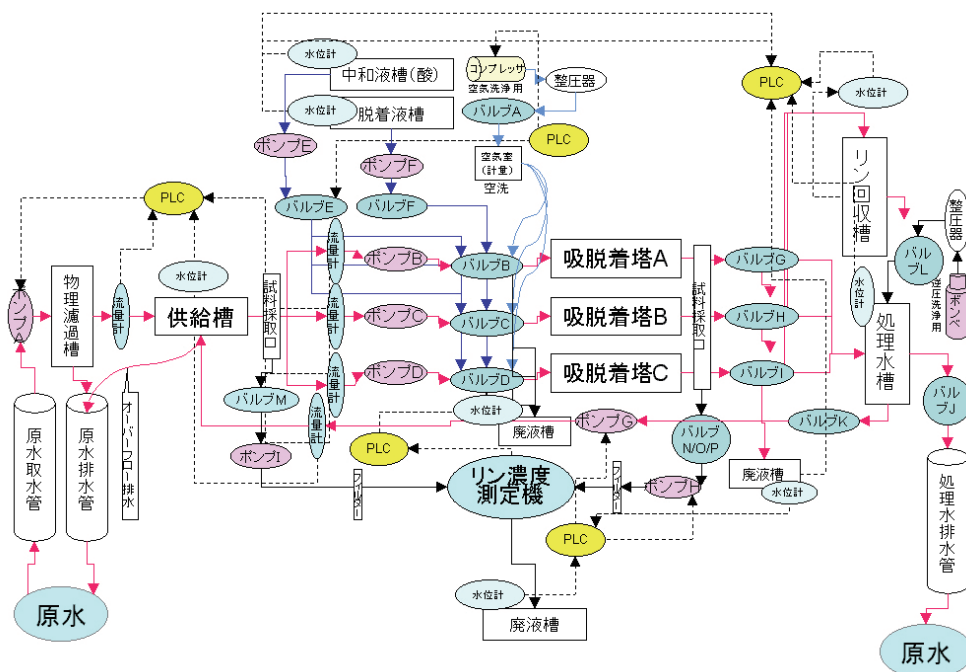 水位計
中和液槽(酸)
水位計
脱着液槽
コンプレッサ
空気洗浄用
整圧器
バルブA
PLC
水位計
ポンプE
ポンプF
空気室
(計量)
空洗
PLC
PLC
バルブE
バルブF
リン回収槽
整圧器
バルブL
ボンベ
逆圧洗浄用
ポンプA
物理濾過槽
流量計
水位計
供給槽
試料採取口
流量計
流量計
流量計
ポンプB
ポンプC
ポンプD
バルブB
バルブC
バルブD
吸脱着塔A
吸脱着塔B
吸脱着塔C
試料採取口
バルブG
バルブH
バルブI
水位計
処理水槽
バルブJ
バルブM
流量計
ポンプI
PLC
水位計
廃液槽
ポンプG
バルブ
N/O/P
バルブK
原水取水管
原水排水管
オーバーフロー排水
フィルター
リン濃度
測定機
フィルター
ポンプH
廃液槽
水位計
PLC
処理水排水管
水位計
廃液槽
原水
原水